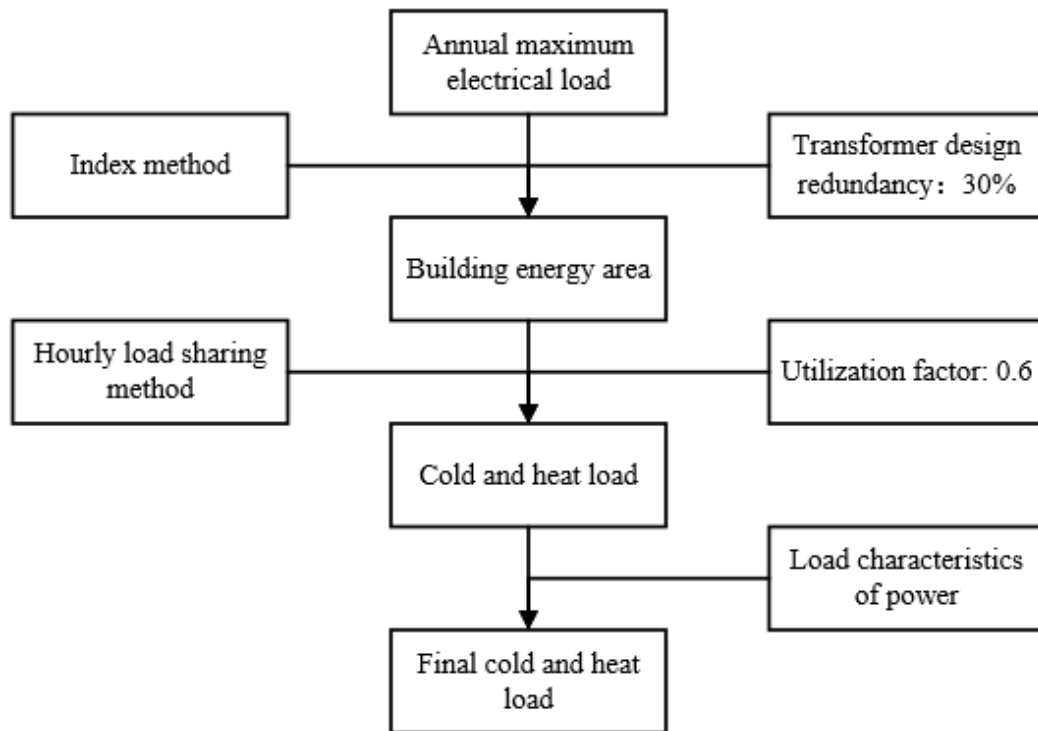 Annual maximum
electrical load
Index method
Transformer design
redundancy：30%
Building energy area
Hourly load sharing
method
Utilization factor: 0.6
Cold and heat load
Load characteristics
of power
Final cold and heat
load